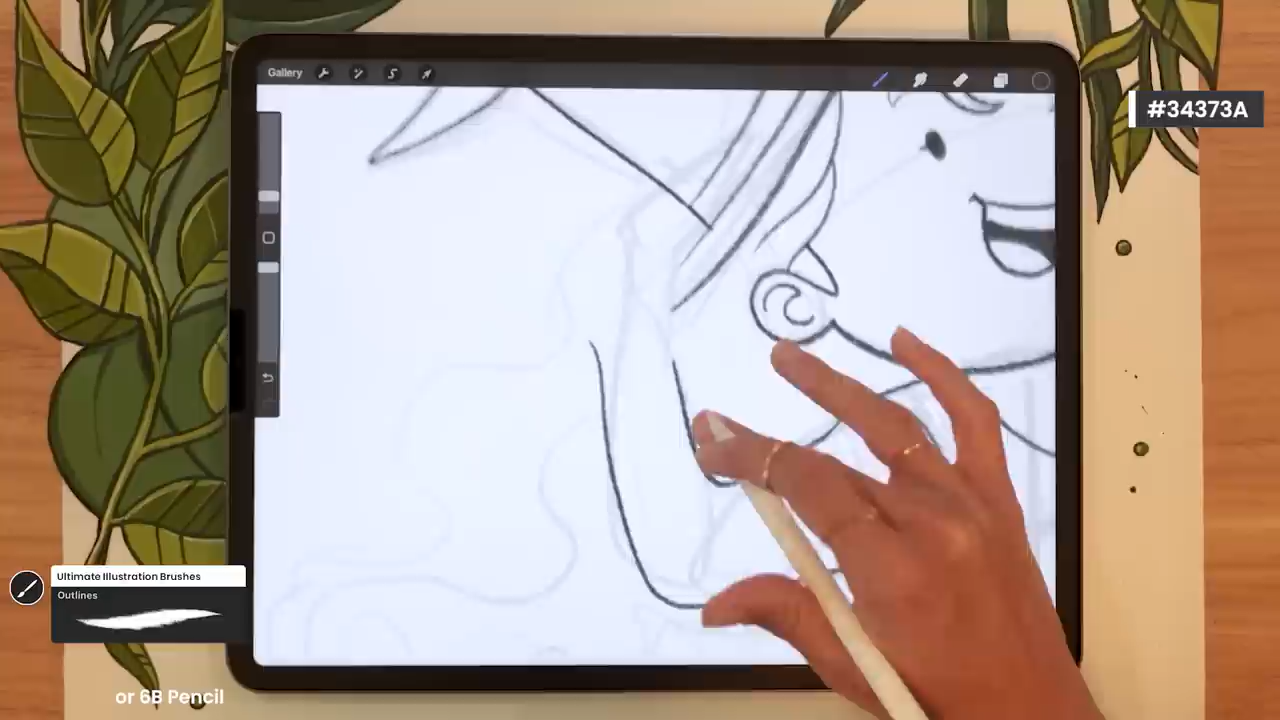 Gallery
#34373A
Ultimate Illustration Brushes
Outlines
or 6B Pencil